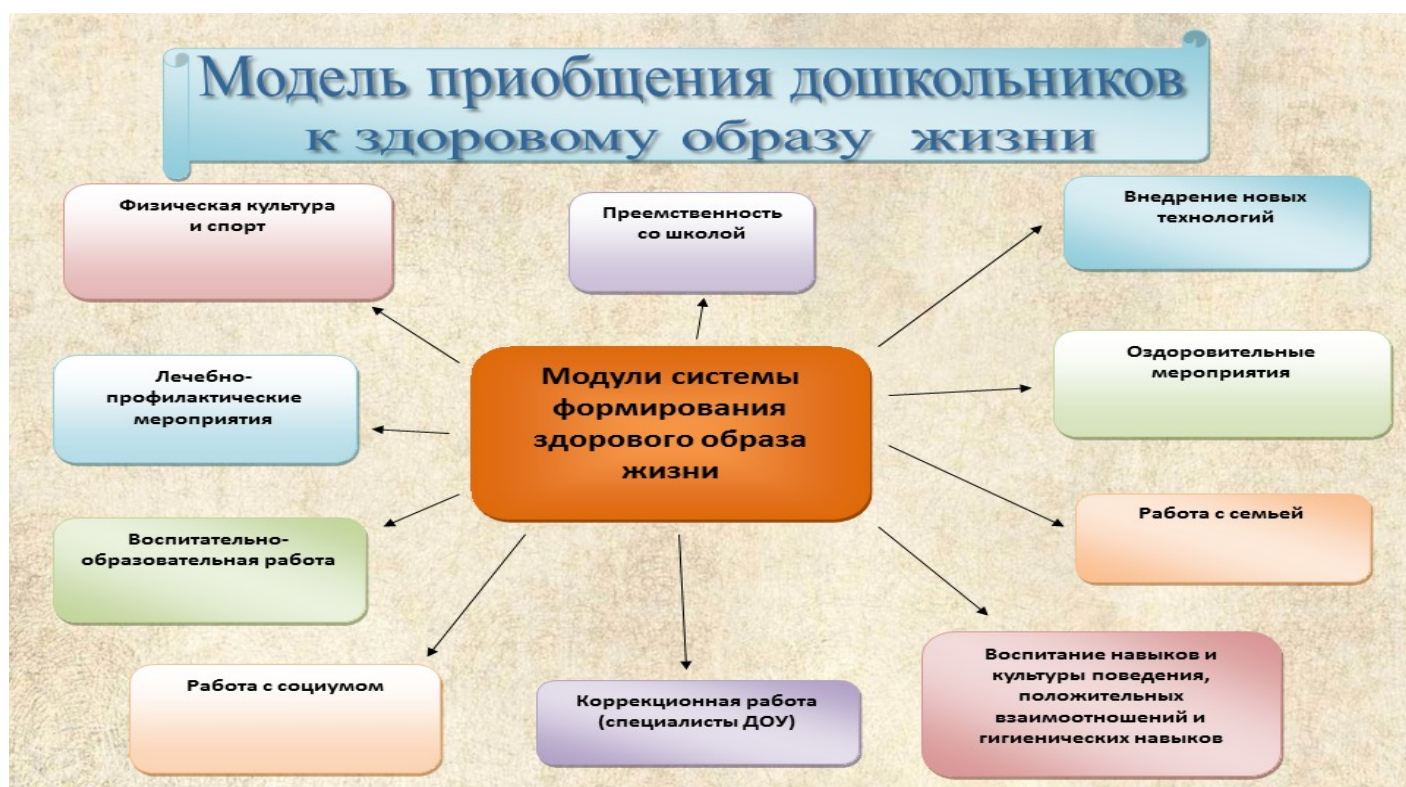 Модель приобщения дошкольников
к здоровому образу жизни
Физическая культура
и спорт
Преемственность
со школой
Внедрение новых
технологий
Лечебно-
профилактические
мероприятия
Модули системы
формирования
здорового образа
жизни
Оздоровительные
мероприятия
Воспитательно-
образовательная работа
Работа с семьей
Работа с социумом
Коррекционная работа
(специалисты ДОУ)
Воспитание навыков и
культуры поведения,
положительных
взаимоотношений и
гигиенических навыков